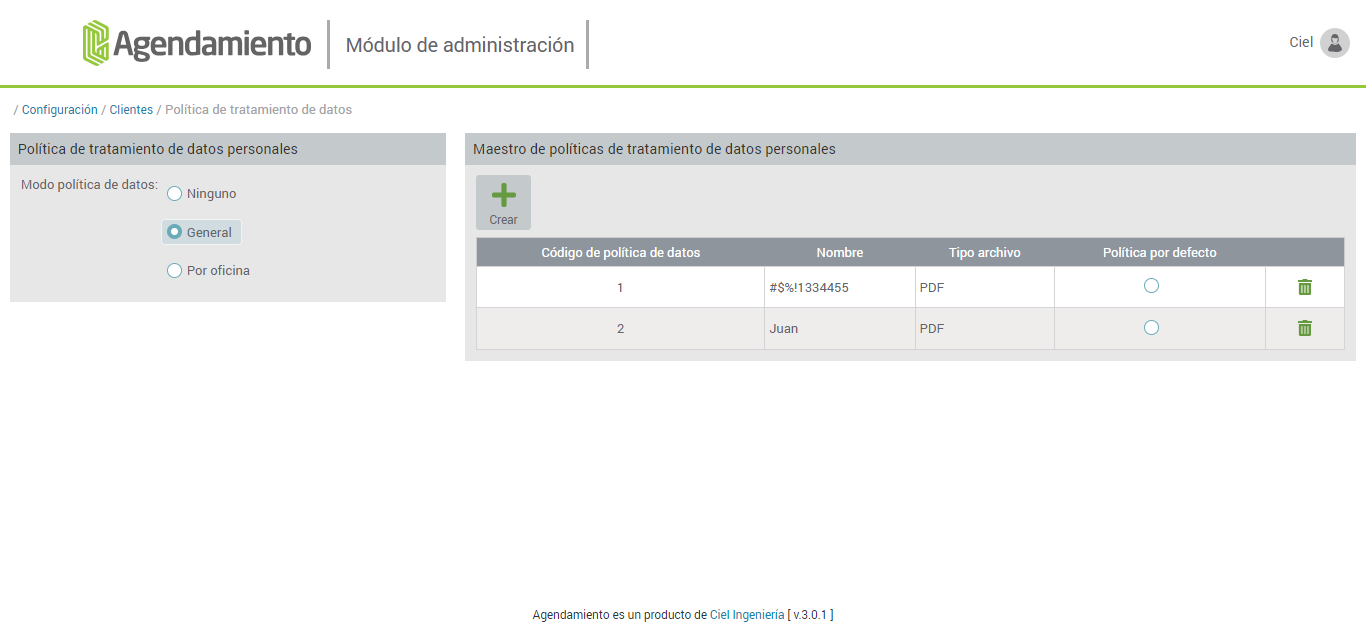 Agendamiento Módulo de administración Ciel
/ Configuración / Clientes / Política de tratamiento de datos
Política de tratamiento de datos personales
Modo política de datos:
Ninguno
General
Por oficina
Maestro de políticas de tratamiento de datos personales
Crear
Código de política de datos Nombre Tipo archivo Política por defecto
1 #$%!1334455 PDF
2 Juan PDF
Agendamiento es un producto de Ciel Ingeniería [ v.3.0.1 ]